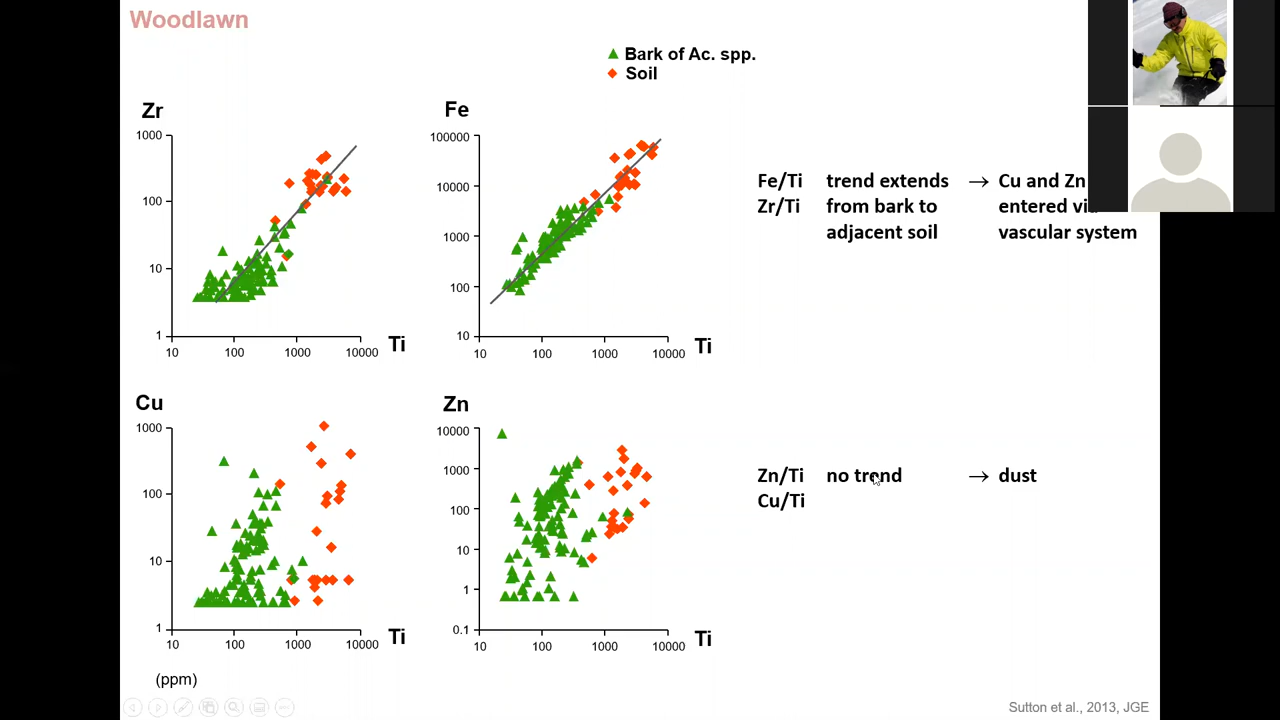 Woodlawn
Bark of Ac. spp.
Soil
Zr
1000
100
10
1
10 100 1000 10000
Ti
Fe
100000
10000
1000
100
10
10 100 1000 10000
Ti
Fe/Ti trend extends → Cu and Zn
Zr/Ti from bark to entered via
adjacent soil vascular system
Cu
1000
100
10
1
10 100 1000 10000
Ti
Zn
10000
1000
100
10
1
0.1
10 100 1000 10000
Ti
Zn/Ti no trend → dust
Cu/Ti
(ppm)
Sutton et al., 2013, JGE